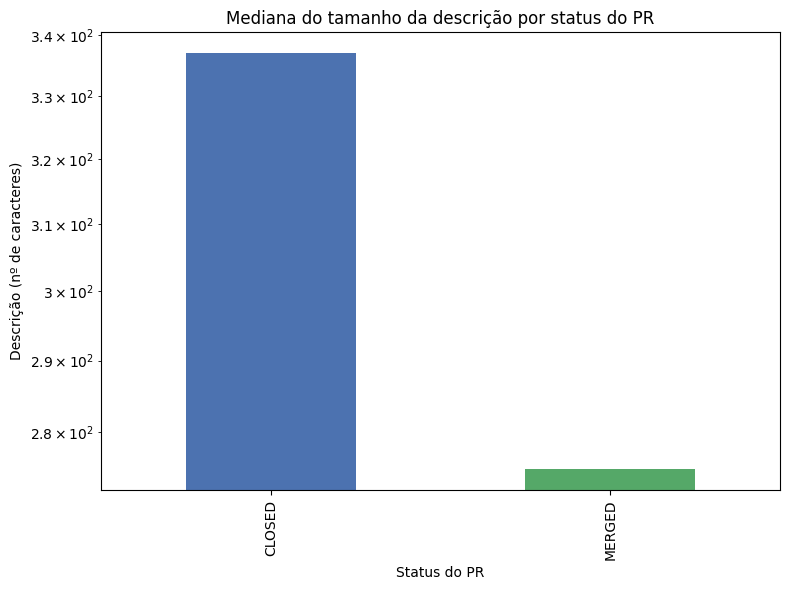 Mediana do tamanho da descrição por status do PR
3.4 × 10²
3.3 × 10²
3.2 × 10²
3.1 × 10²
3 × 10²
2.9 × 10²
2.8 × 10²
Descrição (nº de caracteres)
CLOSED
MERGED
Status do PR